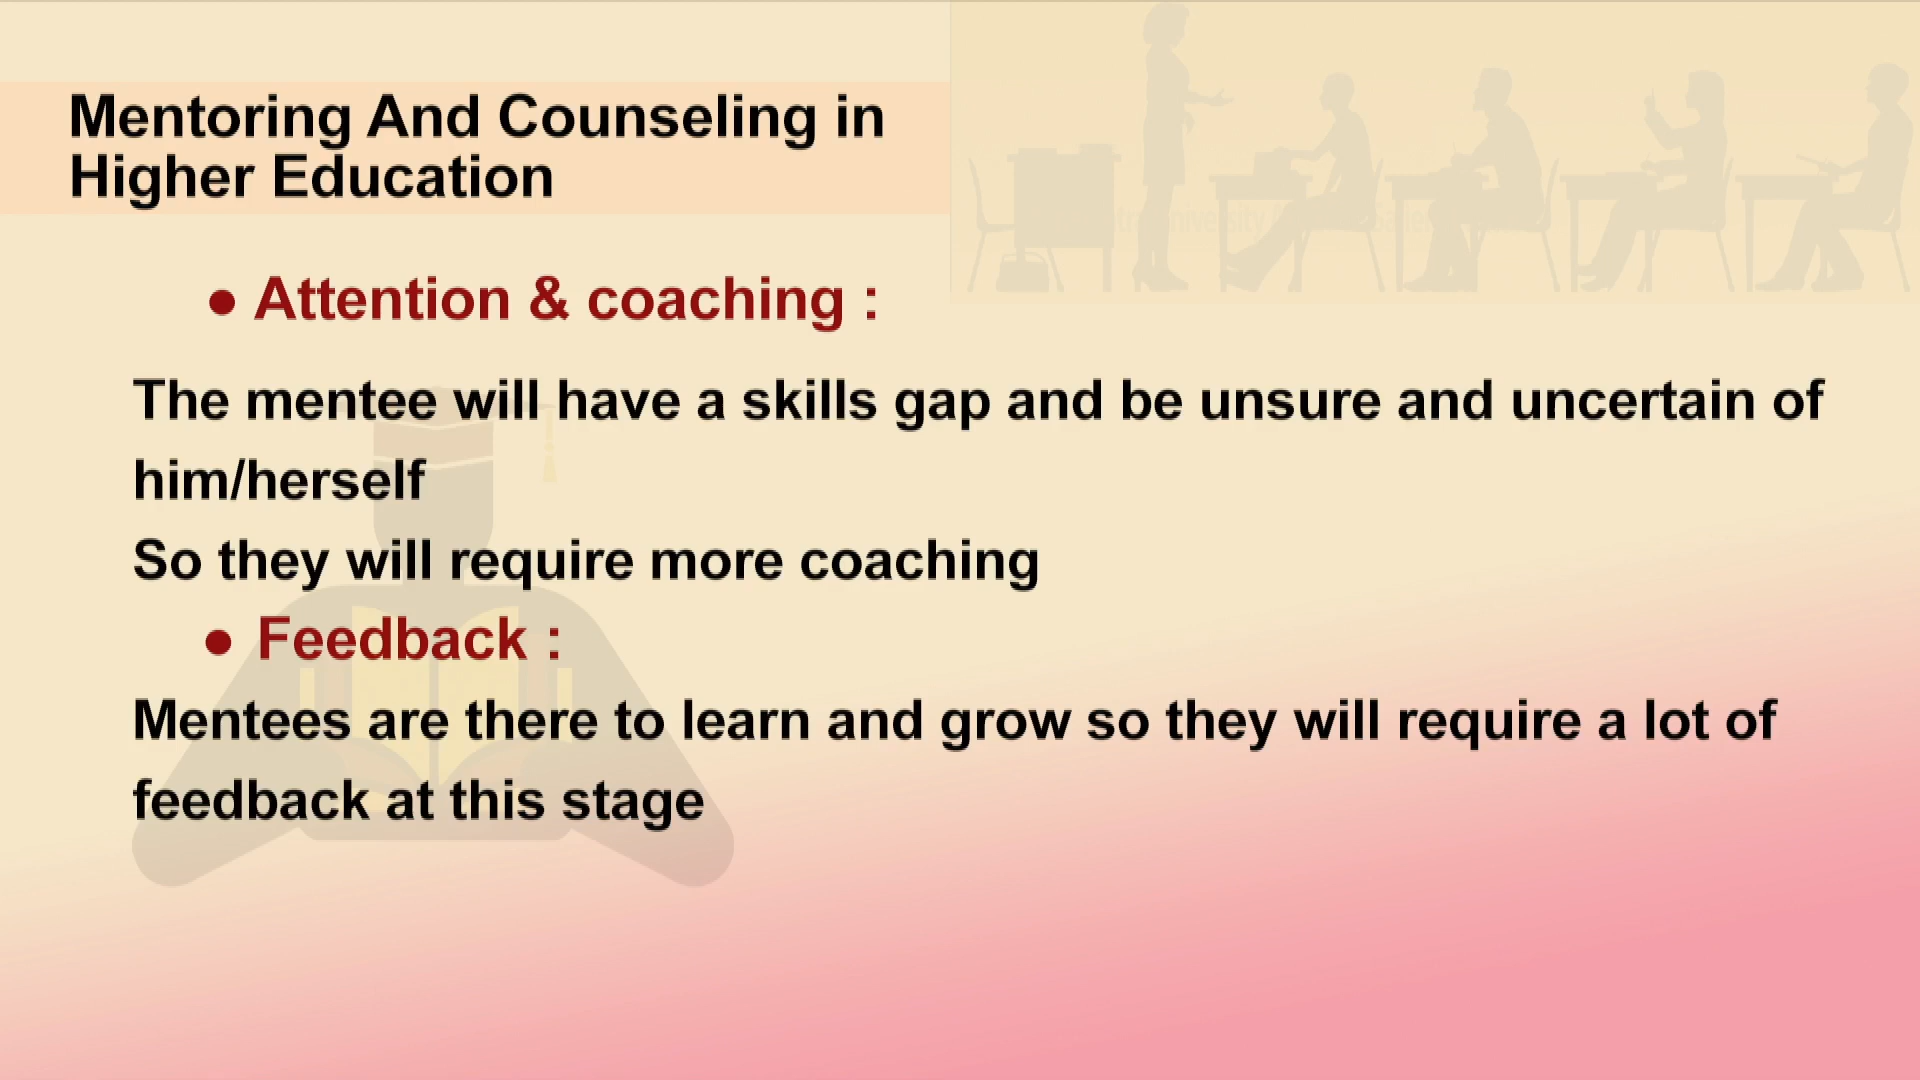 Mentoring And Counseling in
Higher Education
● Attention & coaching :
The mentee will have a skills gap and be unsure and uncertain of
him/herself
So they will require more coaching
● Feedback :
Mentees are there to learn and grow so they will require a lot of
feedback at this stage